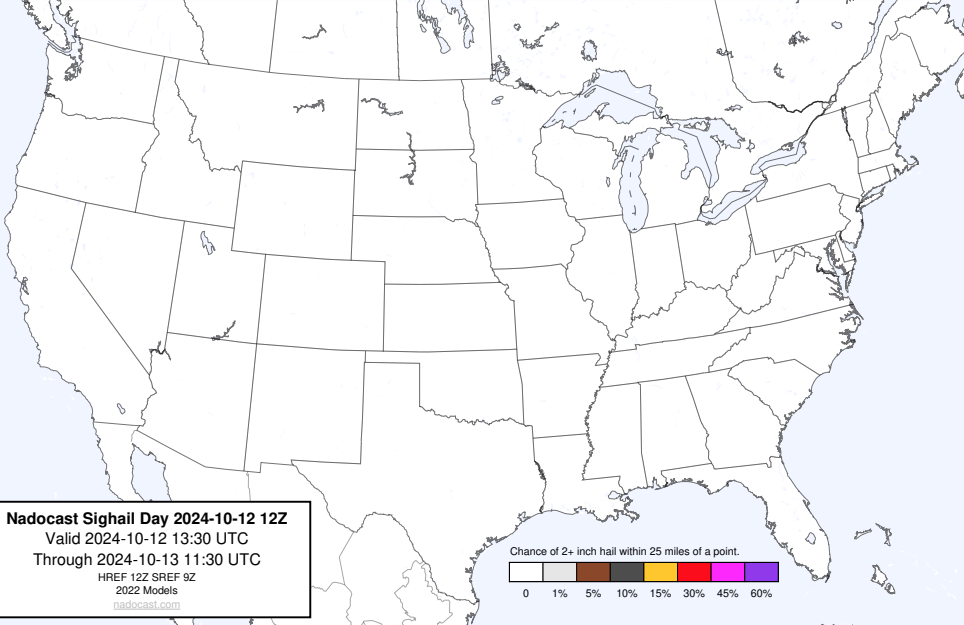 Nadocast Sighail Day 2024-10-12 12Z
Valid 2024-10-12 13:30 UTC
Through 2024-10-13 11:30 UTC
HREF 12Z SREF 9Z
2022 Models
nadocast.com
Chance of 2+ inch hail within 25 miles of a point.
0 1% 5% 10% 15% 30% 45% 60%